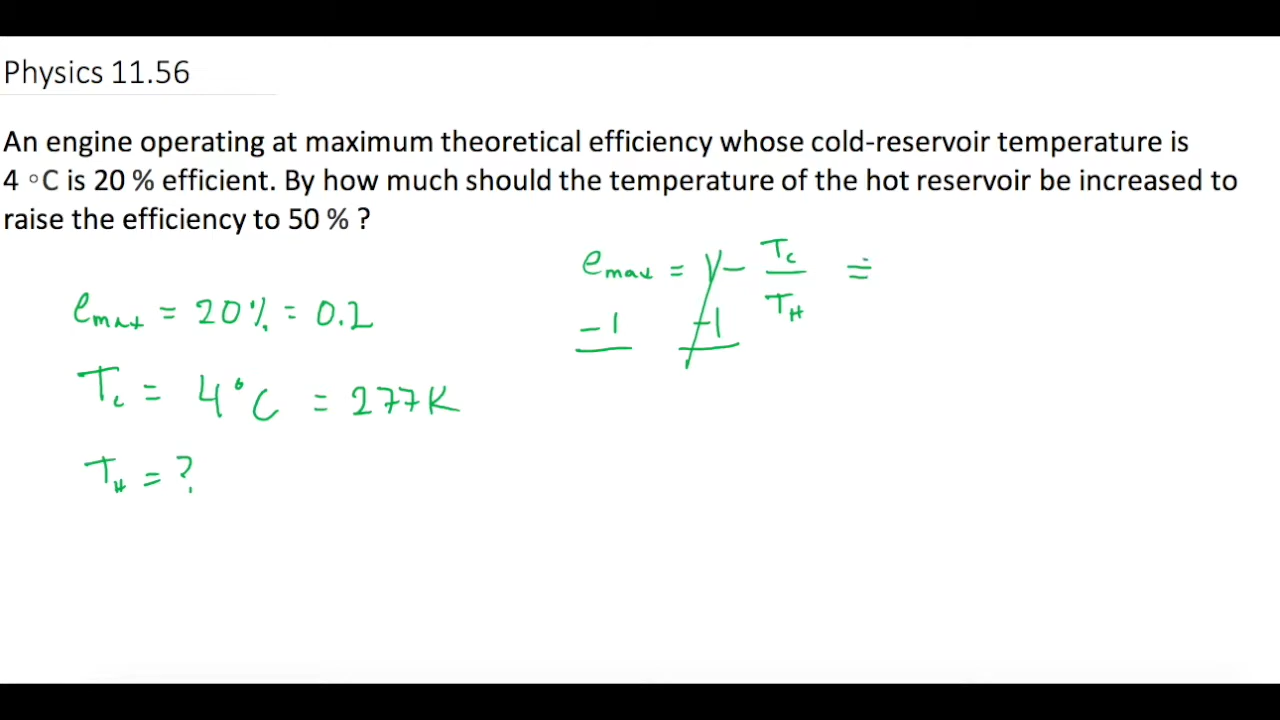 Physics 11.56
An engine operating at maximum theoretical efficiency whose cold-reservoir temperature is
4 ∘C is 20 % efficient. By how much should the temperature of the hot reservoir be increased to
raise the efficiency to 50 % ?
e_max = 20% = 0.2
T_c = 4°C = 277K
T_H = ?
e_max = 1 - T_c/T_H =
-1 -1